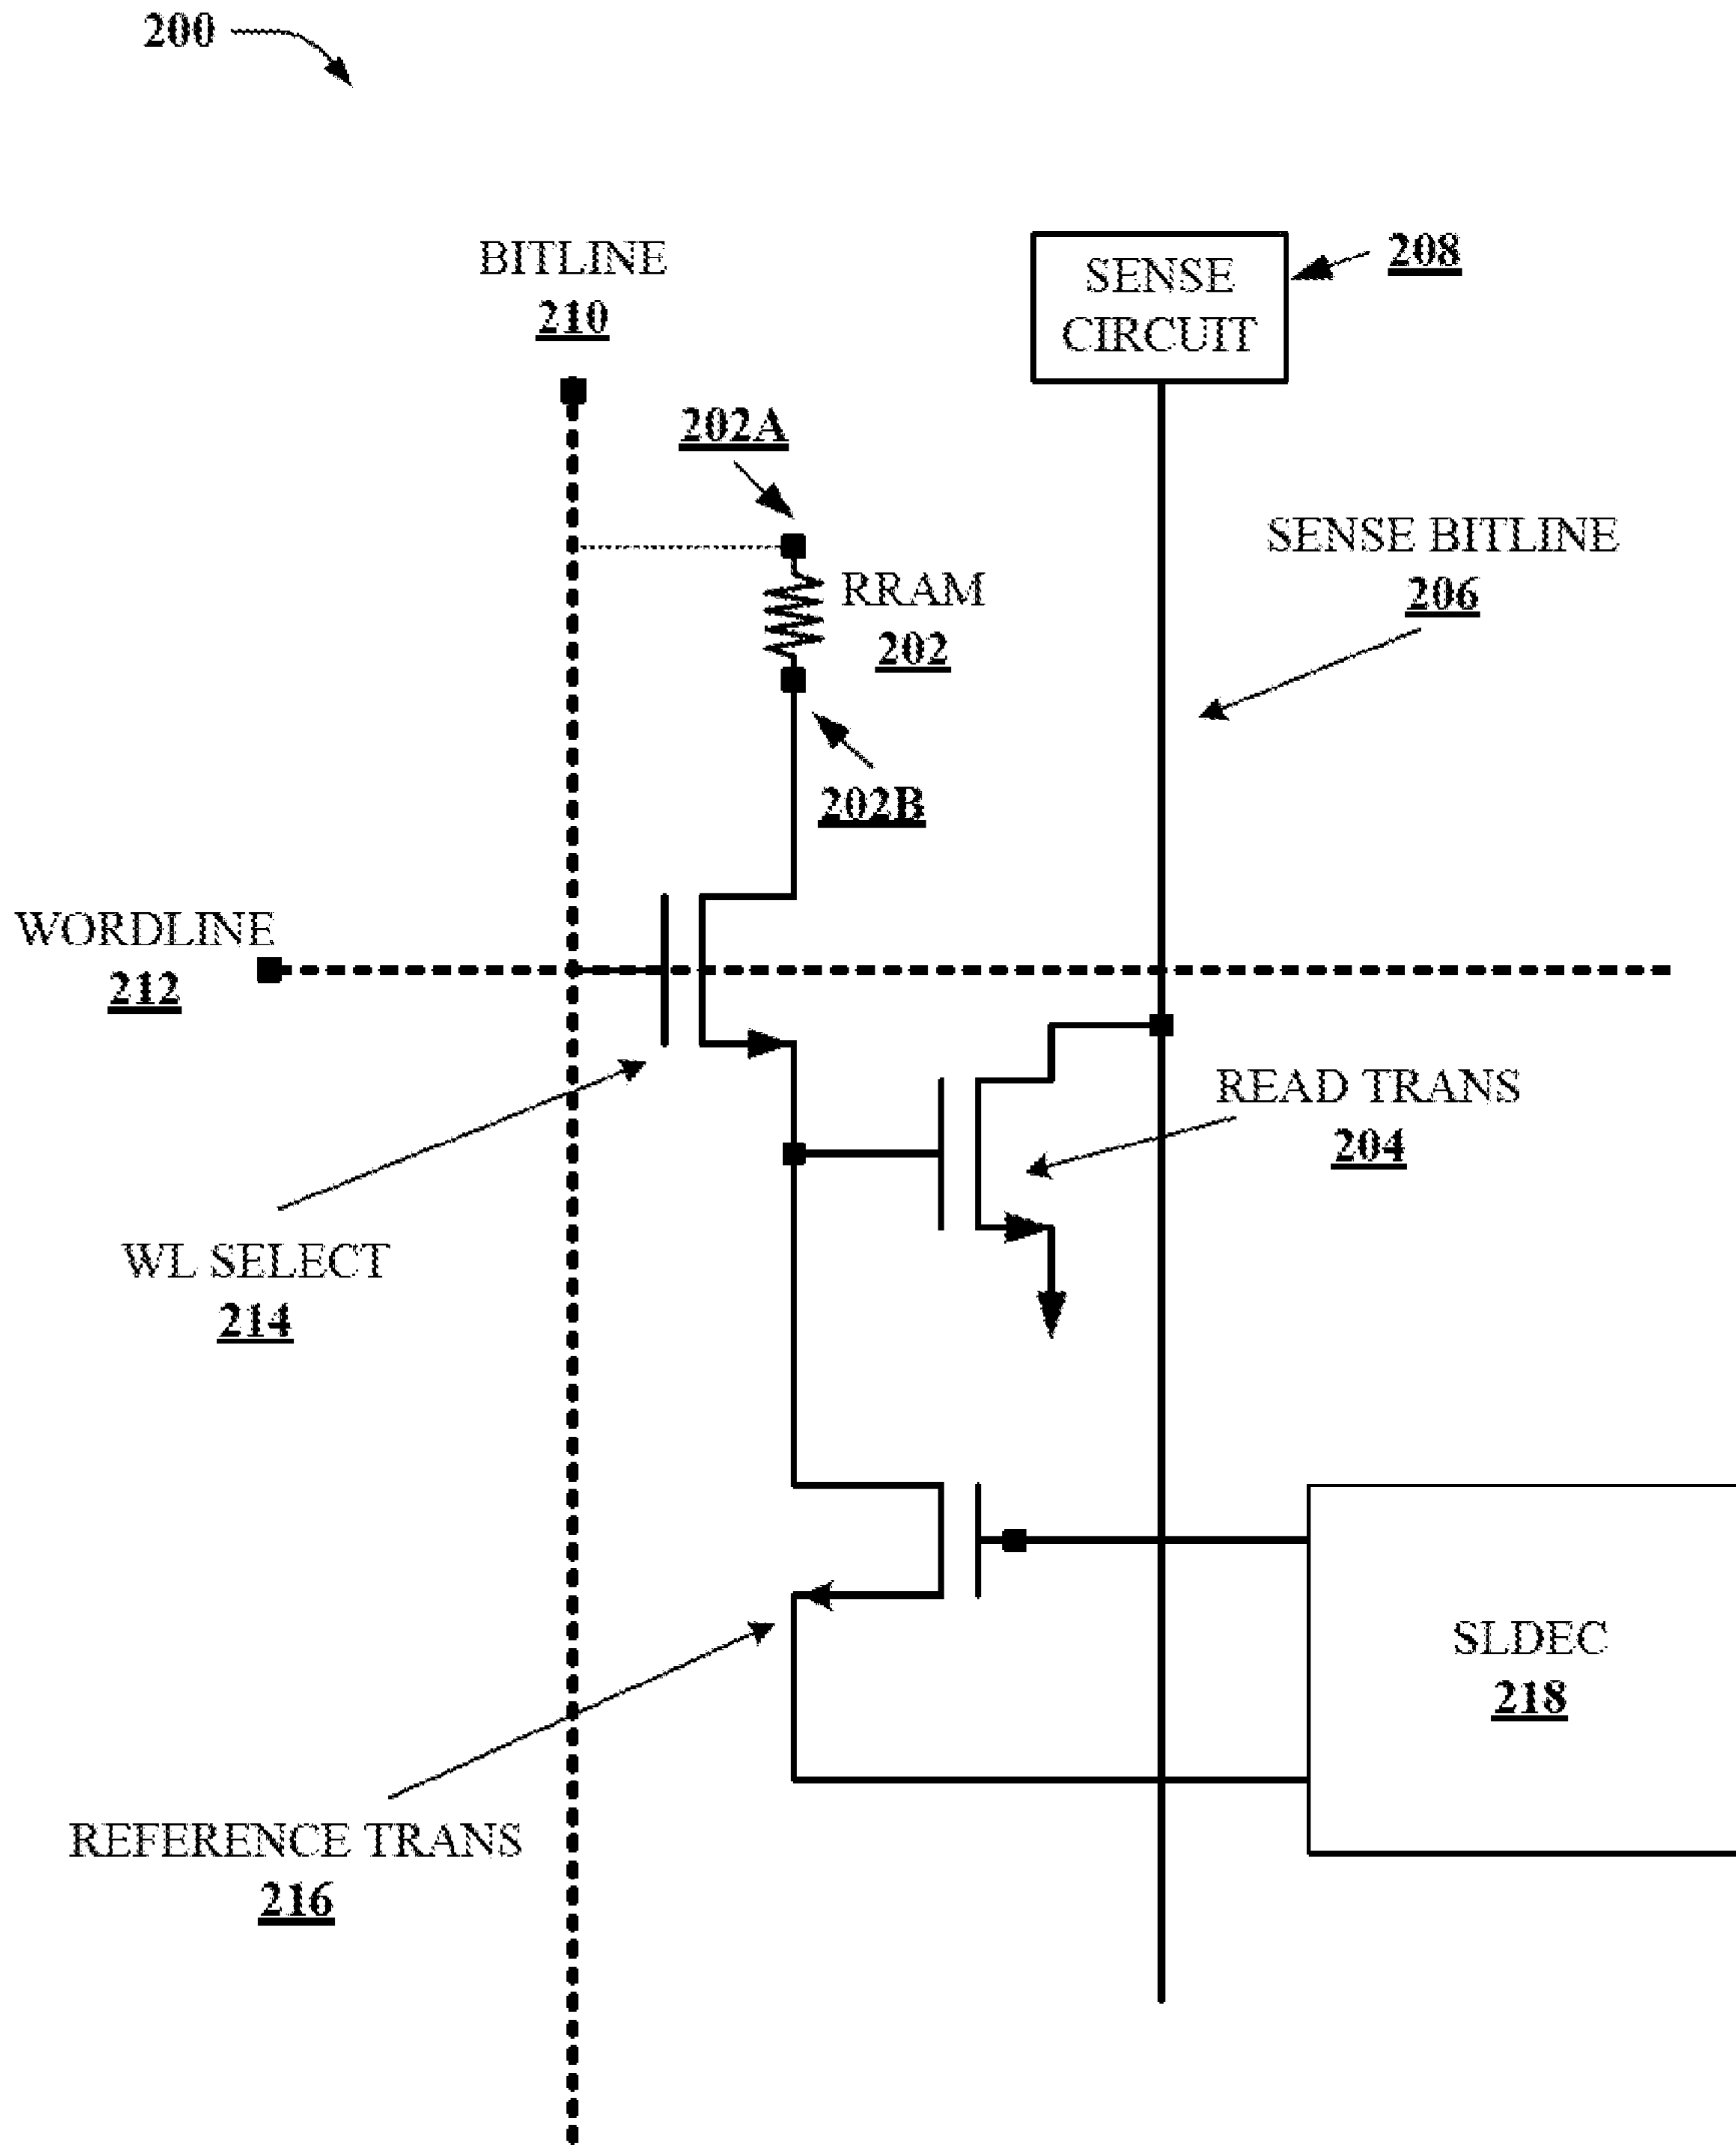 200
BITLINE
210
SENSE
CIRCUIT
208
202A
RRAM
202
SENSE BITLINE
206
202B
WORDLINE
212
READ TRANS
204
WL SELECT
214
SLDEC
218
REFERENCE TRANS
216